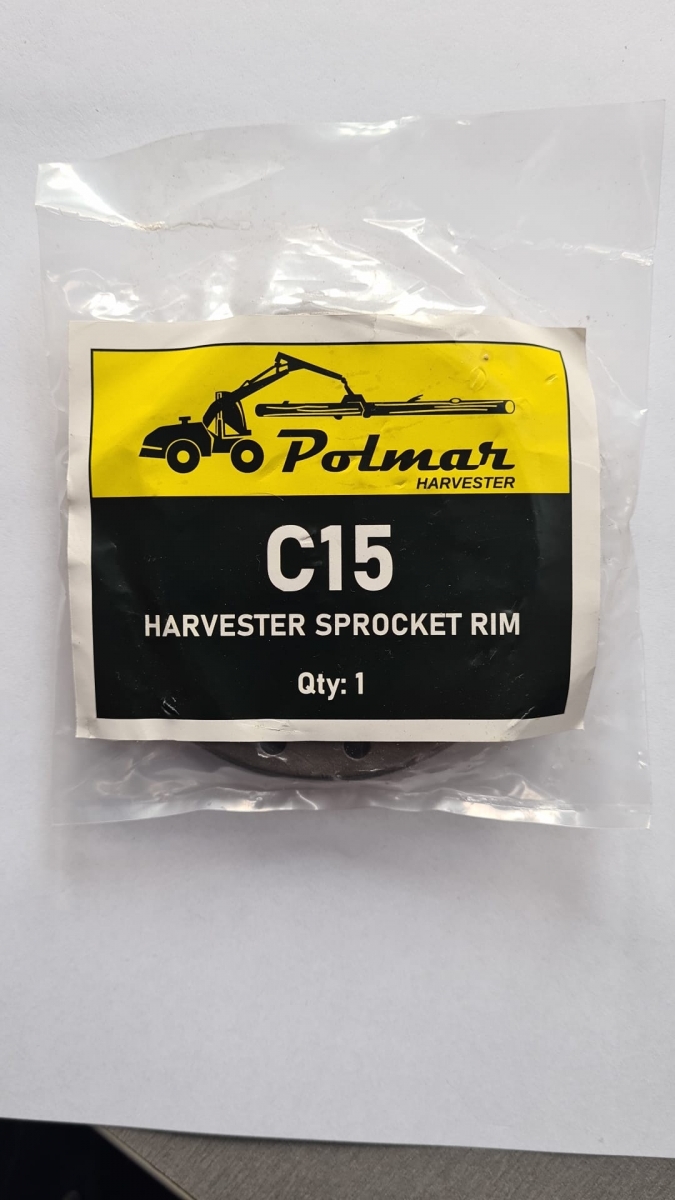 Polmar
HARVESTER
C15
HARVESTER SPROCKET RIM
Qty: 1